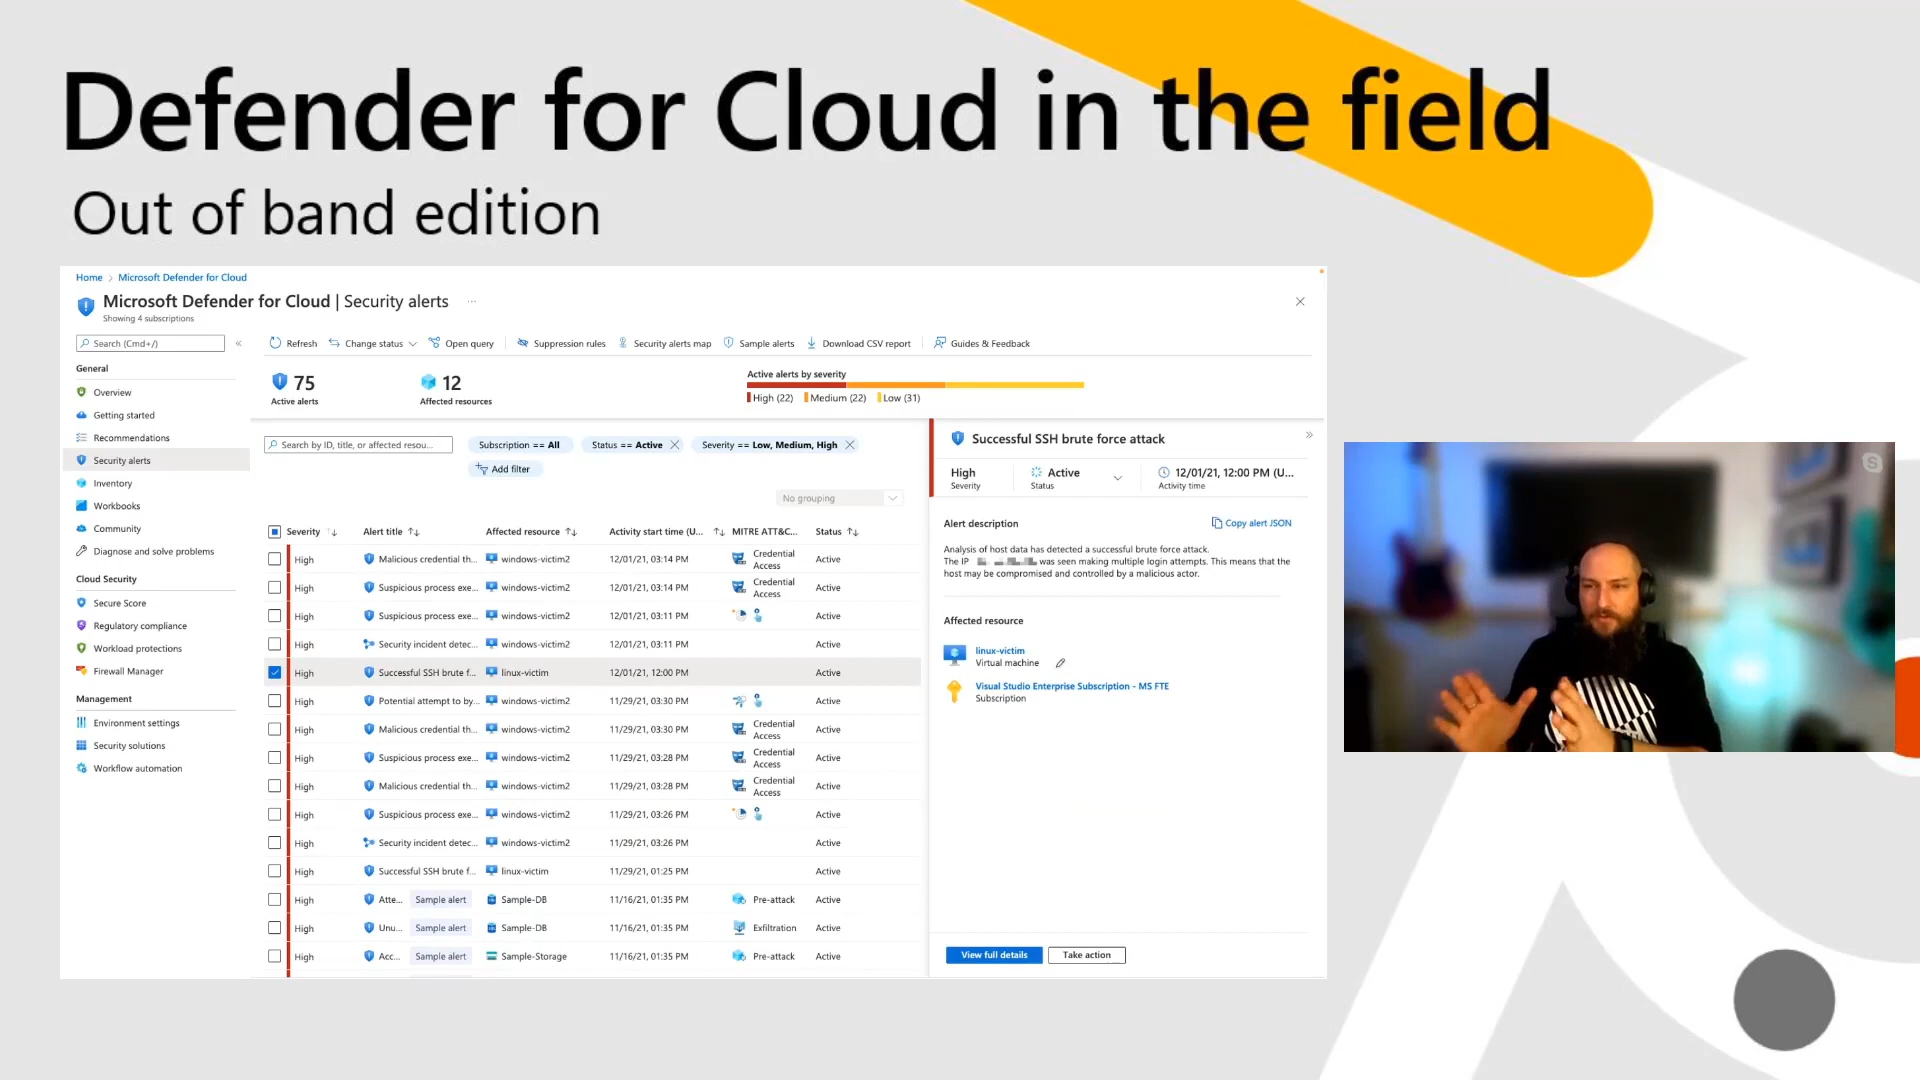 Defender for Cloud in the field
Out of band edition
Home > Microsoft Defender for Cloud
Microsoft Defender for Cloud | Security alerts ...
Showing 4 subscriptions
Search (Cmd+/) «
General
Overview
Getting started
Recommendations
Security alerts
Inventory
Workbooks
Community
Diagnose and solve problems
Cloud Security
Secure Score
Regulatory compliance
Workload protections
Firewall Manager
Management
Environment settings
Security solutions
Workflow automation
Refresh Change status Open query Suppression rules Security alerts map Sample alerts Download CSV report Guides & Feedback
75 Active alerts
12 Affected resources
Active alerts by severity
High (22) Medium (22) Low (31)
Search by ID, title, or affected resou... Subscription == All Status == Active Severity == Low, Medium, High
Add filter
No grouping
Severity Alert title Affected resource Activity start time (U... MITRE ATT&C... Status
High Malicious credential th... windows-victim2 12/01/21, 03:14 PM Credential Access Active
High Suspicious process exe... windows-victim2 12/01/21, 03:14 PM Credential Access Active
High Suspicious process exe... windows-victim2 12/01/21, 03:11 PM Active
High Security incident detec... windows-victim2 12/01/21, 03:11 PM Active
High Successful SSH brute f... linux-victim 12/01/21, 12:00 PM Active
High Potential attempt to by... windows-victim2 11/29/21, 03:30 PM Active
High Malicious credential th... windows-victim2 11/29/21, 03:30 PM Credential Access Active
High Suspicious process exe... windows-victim2 11/29/21, 03:28 PM Credential Access Active
High Malicious credential th... windows-victim2 11/29/21, 03:28 PM Credential Access Active
High Suspicious process exe... windows-victim2 11/29/21, 03:26 PM Active
High Security incident detec... windows-victim2 11/29/21, 03:26 PM Active
High Successful SSH brute f... linux-victim 11/29/21, 01:25 PM Active
High Atte... Sample alert Sample-DB 11/16/21, 01:35 PM Pre-attack Active
High Unu... Sample alert Sample-DB 11/16/21, 01:35 PM Exfiltration Active
High Acc... Sample alert Sample-Storage 11/16/21, 01:35 PM Pre-attack Active
Successful SSH brute force attack »
High Active 12/01/21, 12:00 PM (U...
Severity Status Activity time
Alert description Copy alert JSON
Analysis of host data has detected a successful brute force attack.
The IP was seen making multiple login attempts. This means that the
host may be compromised and controlled by a malicious actor.
Affected resource
linux-victim
Virtual machine
Visual Studio Enterprise Subscription - MS FTE
Subscription
View full details Take action